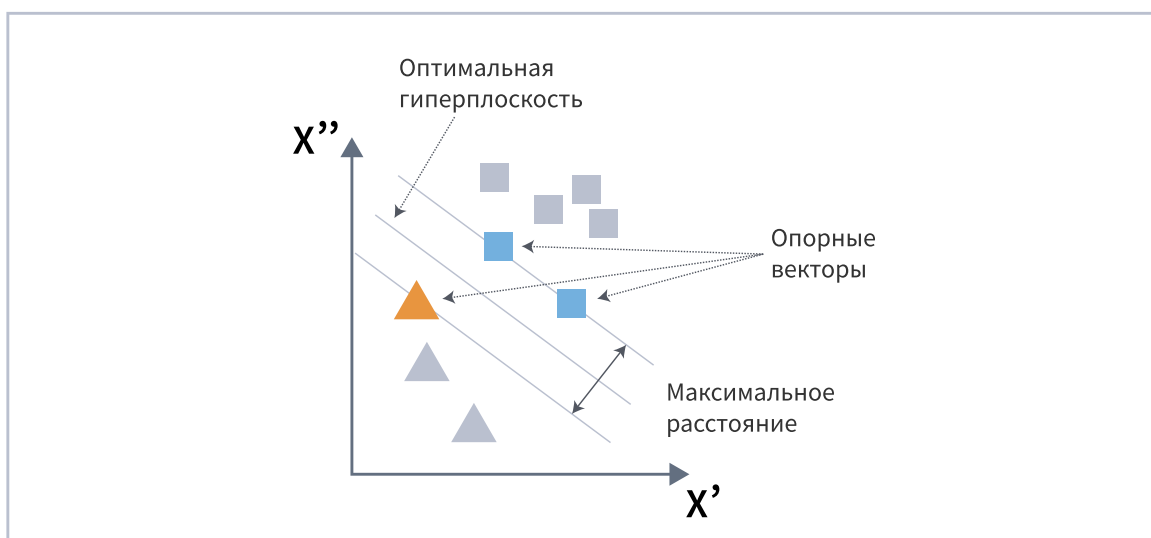 Оптимальная
гиперплоскость
X’’
Опорные
векторы
Максимальное
расстояние
X’